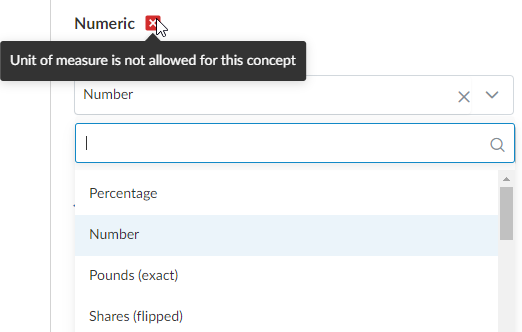 Numeric
Unit of measure is not allowed for this concept
Number
Percentage
Number
Pounds (exact)
Shares (flipped)